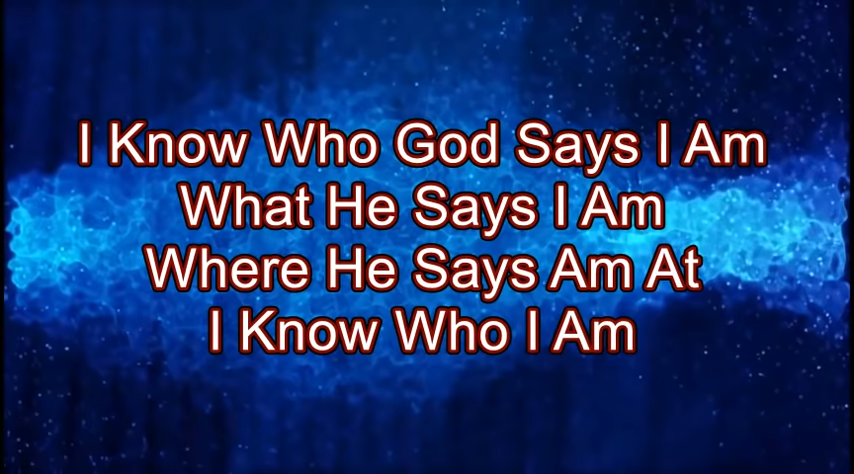 I Know Who God Says I Am
What He Says I Am
Where He Says Am At
I Know Who I Am